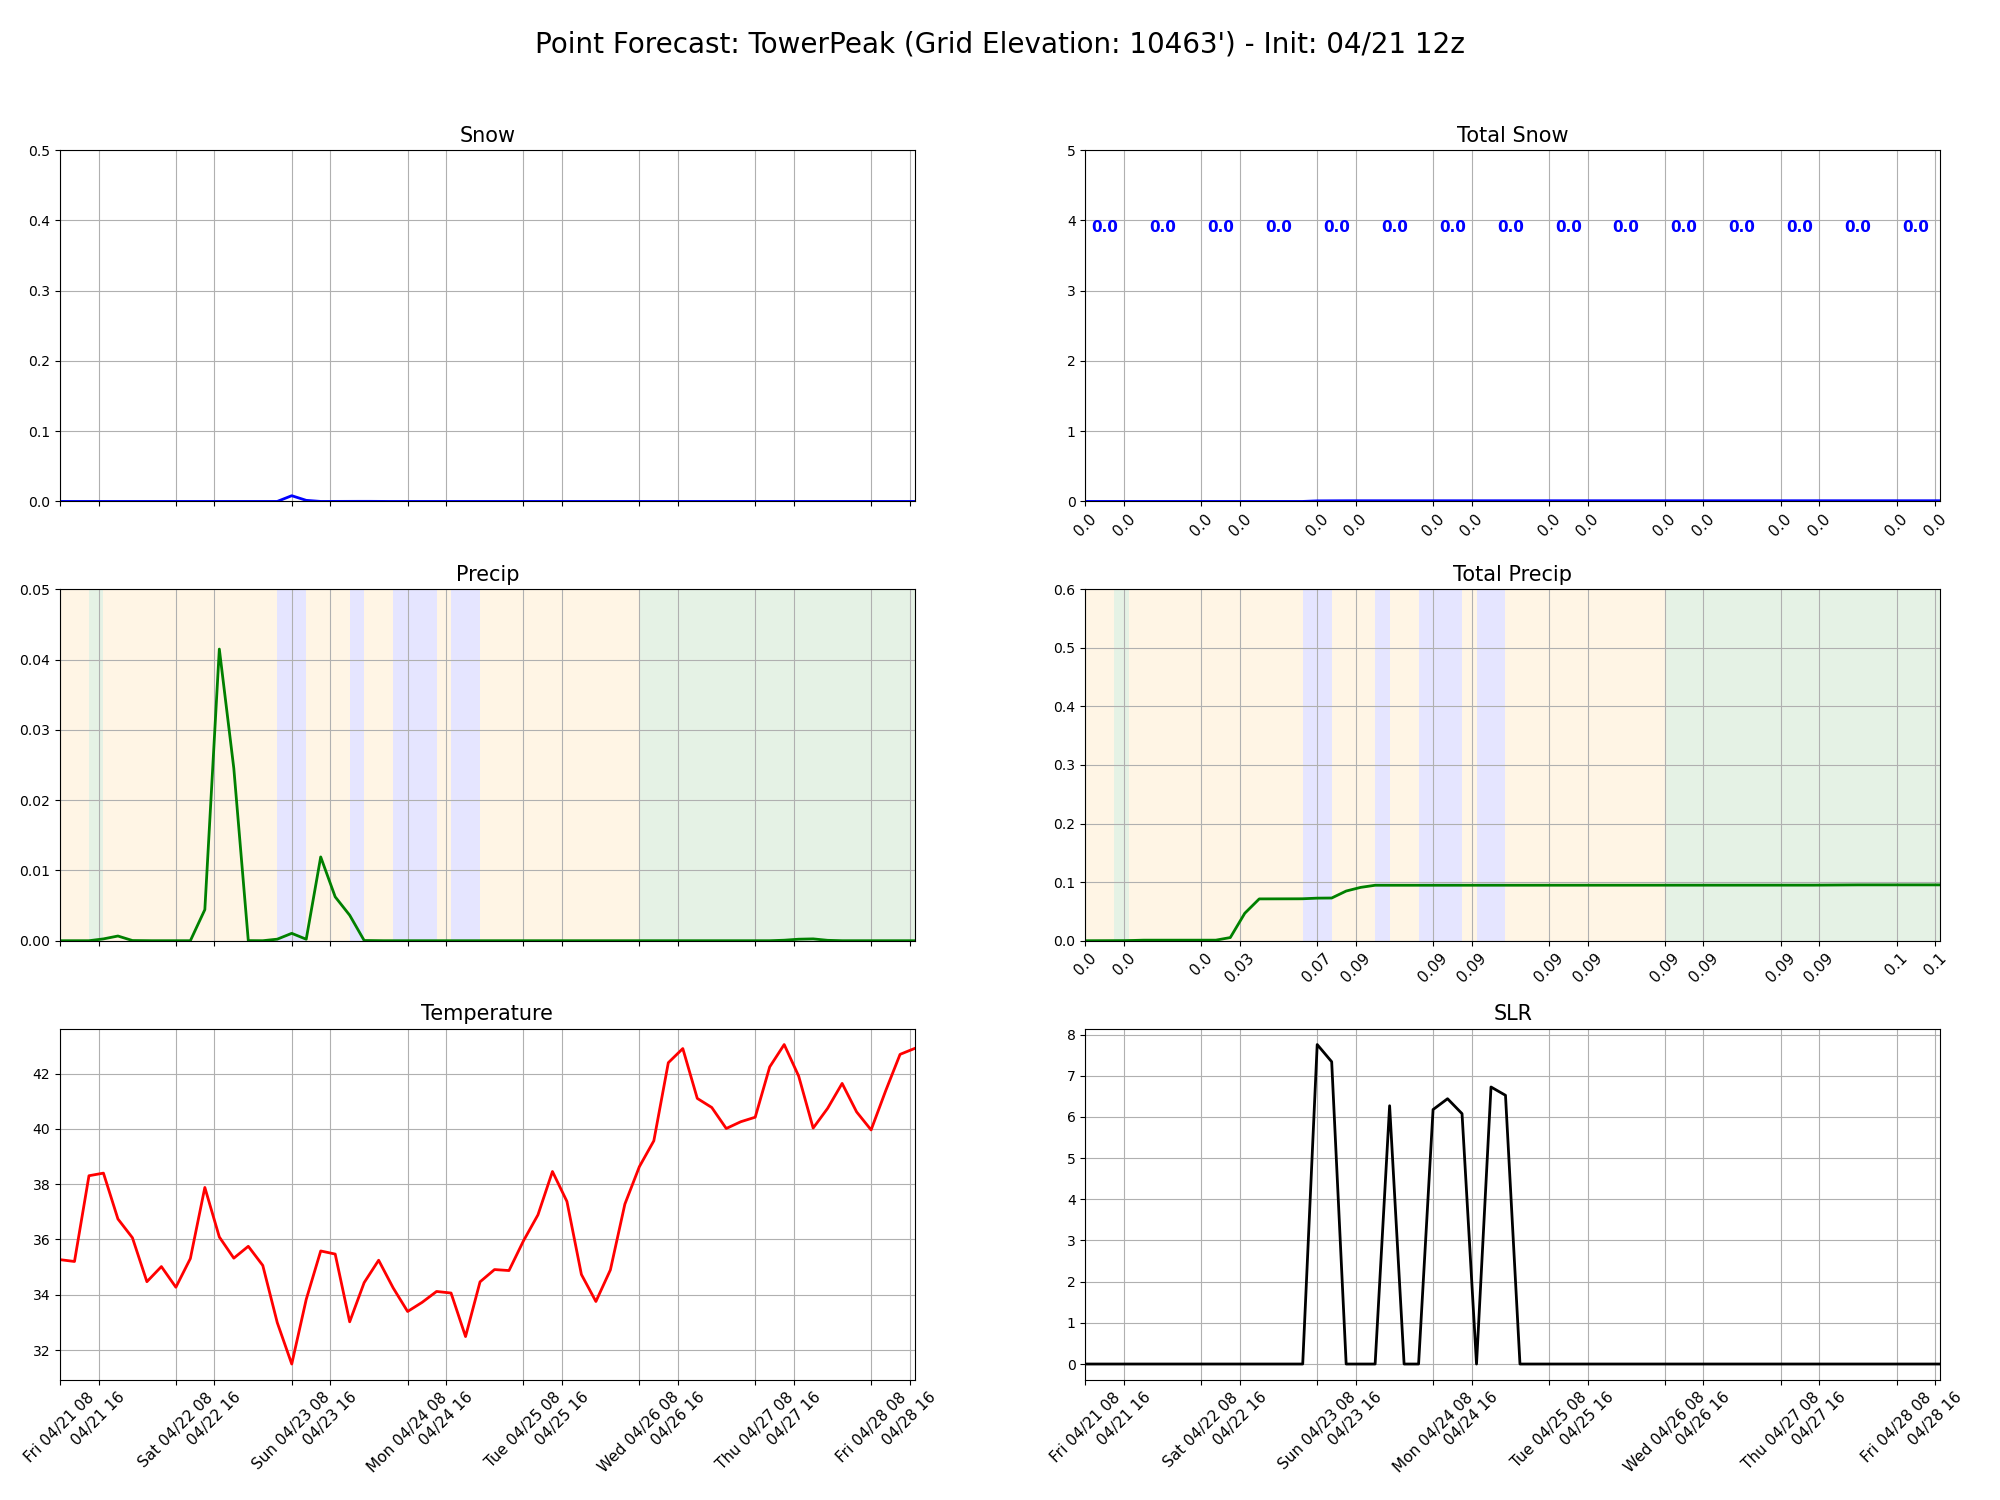 Point Forecast: TowerPeak (Grid Elevation: 10463') - Init: 04/21 12z
Snow
0.5
0.4
0.3
0.2
0.1
0.0
Total Snow
5
4
3
2
1
0
0.0 0.0 0.0 0.0 0.0 0.0 0.0 0.0 0.0 0.0 0.0 0.0 0.0 0.0 0.0
0.0 0.0 0.0 0.0 0.0 0.0 0.0 0.0 0.0 0.0 0.0 0.0 0.0 0.0 0.0 0.0
Precip
0.05
0.04
0.03
0.02
0.01
0.00
Total Precip
0.6
0.5
0.4
0.3
0.2
0.1
0.0
0.0 0.0 0.0 0.03 0.07 0.09 0.09 0.09 0.09 0.09 0.09 0.09 0.09 0.09 0.1 0.1
Temperature
42
40
38
36
34
32
Fri 04/21 08
04/21 16
Sat 04/22 08
04/22 16
Sun 04/23 08
04/23 16
Mon 04/24 08
04/24 16
Tue 04/25 08
04/25 16
Wed 04/26 08
04/26 16
Thu 04/27 08
04/27 16
Fri 04/28 08
04/28 16
SLR
8
7
6
5
4
3
2
1
0
Fri 04/21 08
04/21 16
Sat 04/22 08
04/22 16
Sun 04/23 08
04/23 16
Mon 04/24 08
04/24 16
Tue 04/25 08
04/25 16
Wed 04/26 08
04/26 16
Thu 04/27 08
04/27 16
Fri 04/28 08
04/28 16